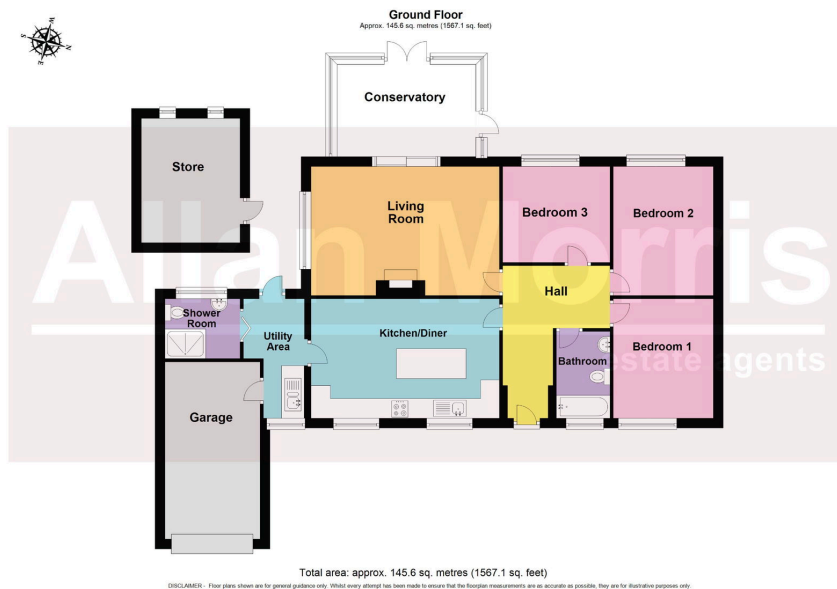 Ground Floor
Approx. 145.6 sq. metres (1567.1 sq. feet)
W
N
S
E
Conservatory
Store
Living
Room
Bedroom 3
Bedroom 2
Allan Morris
Hall
Shower
Room
Utility
Area
Kitchen/Diner
Bathroom
Bedroom 1
estate agents
Garage
Total area: approx. 145.6 sq. metres (1567.1 sq. feet)
DISCLAIMER - Floor plans shown are for general guidance only. Whilst every attempt has been made to ensure that the floorplan measurements are as accurate as possible, they are for illustrative purposes only.